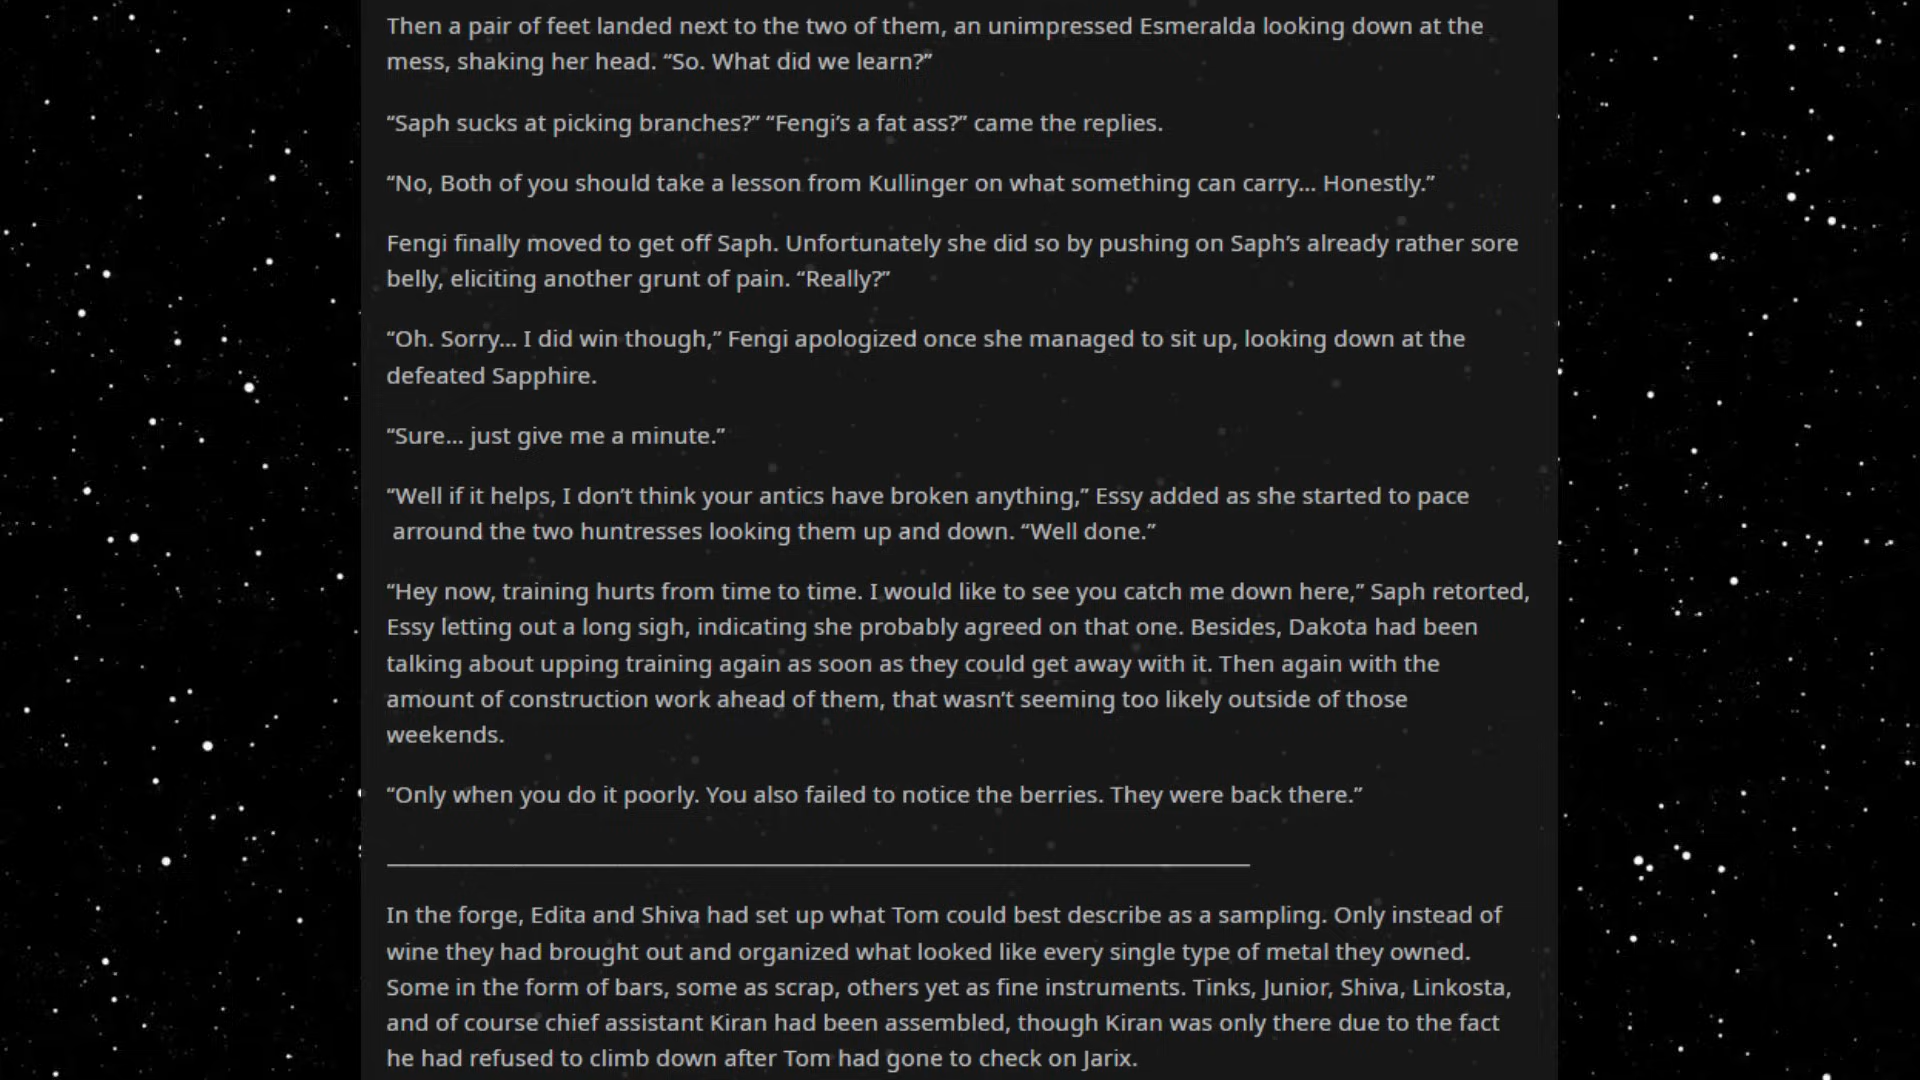 Then a pair of feet landed next to the two of them, an unimpressed Esmeralda looking down at the
mess, shaking her head. “So. What did we learn?”
“Saph sucks at picking branches?” “Fengi’s a fat ass?” came the replies.
“No, Both of you should take a lesson from Kullinger on what something can carry... Honestly.”
Fengi finally moved to get off Saph. Unfortunately she did so by pushing on Saph’s already rather sore
belly, eliciting another grunt of pain. “Really?”
“Oh. Sorry... I did win though,” Fengi apologized once she managed to sit up, looking down at the
defeated Sapphire.
“Sure... just give me a minute.”
“Well if it helps, I don’t think your antics have broken anything,” Essy added as she started to pace
arround the two huntresses looking them up and down. “Well done.”
“Hey now, training hurts from time to time. I would like to see you catch me down here,” Saph retorted,
Essy letting out a long sigh, indicating she probably agreed on that one. Besides, Dakota had been
talking about upping training again as soon as they could get away with it. Then again with the
amount of construction work ahead of them, that wasn’t seeming too likely outside of those
weekends.
“Only when you do it poorly. You also failed to notice the berries. They were back there.”
In the forge, Edita and Shiva had set up what Tom could best describe as a sampling. Only instead of
wine they had brought out and organized what looked like every single type of metal they owned.
Some in the form of bars, some as scrap, others yet as fine instruments. Tinks, Junior, Shiva, Linkosta,
and of course chief assistant Kiran had been assembled, though Kiran was only there due to the fact
he had refused to climb down after Tom had gone to check on Jarix.